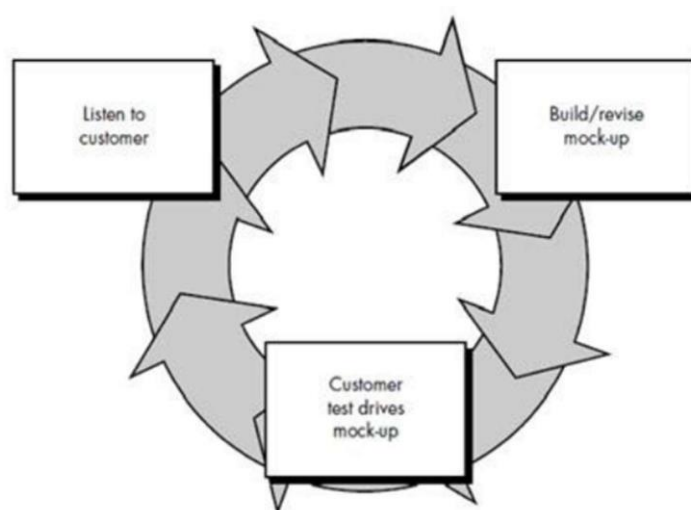 Listen to
customer
Build/revise
mock-up
Customer
test drives
mock-up